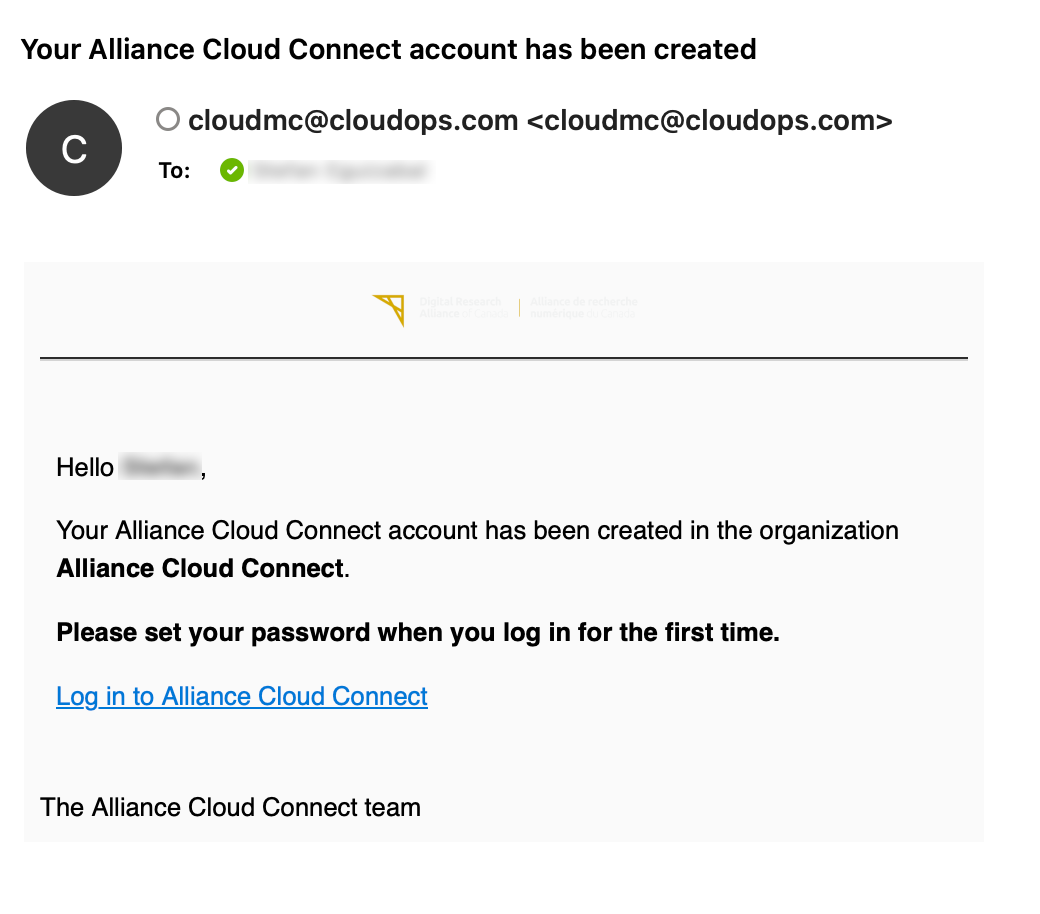 Your Alliance Cloud Connect account has been created
C
cloudmc@cloudops.com <cloudmc@cloudops.com>
To:
Digital Research
Alliance of Canada
Alliance de recherche
numérique du Canada
Hello ,
Your Alliance Cloud Connect account has been created in the organization
Alliance Cloud Connect.
Please set your password when you log in for the first time.
Log in to Alliance Cloud Connect
The Alliance Cloud Connect team